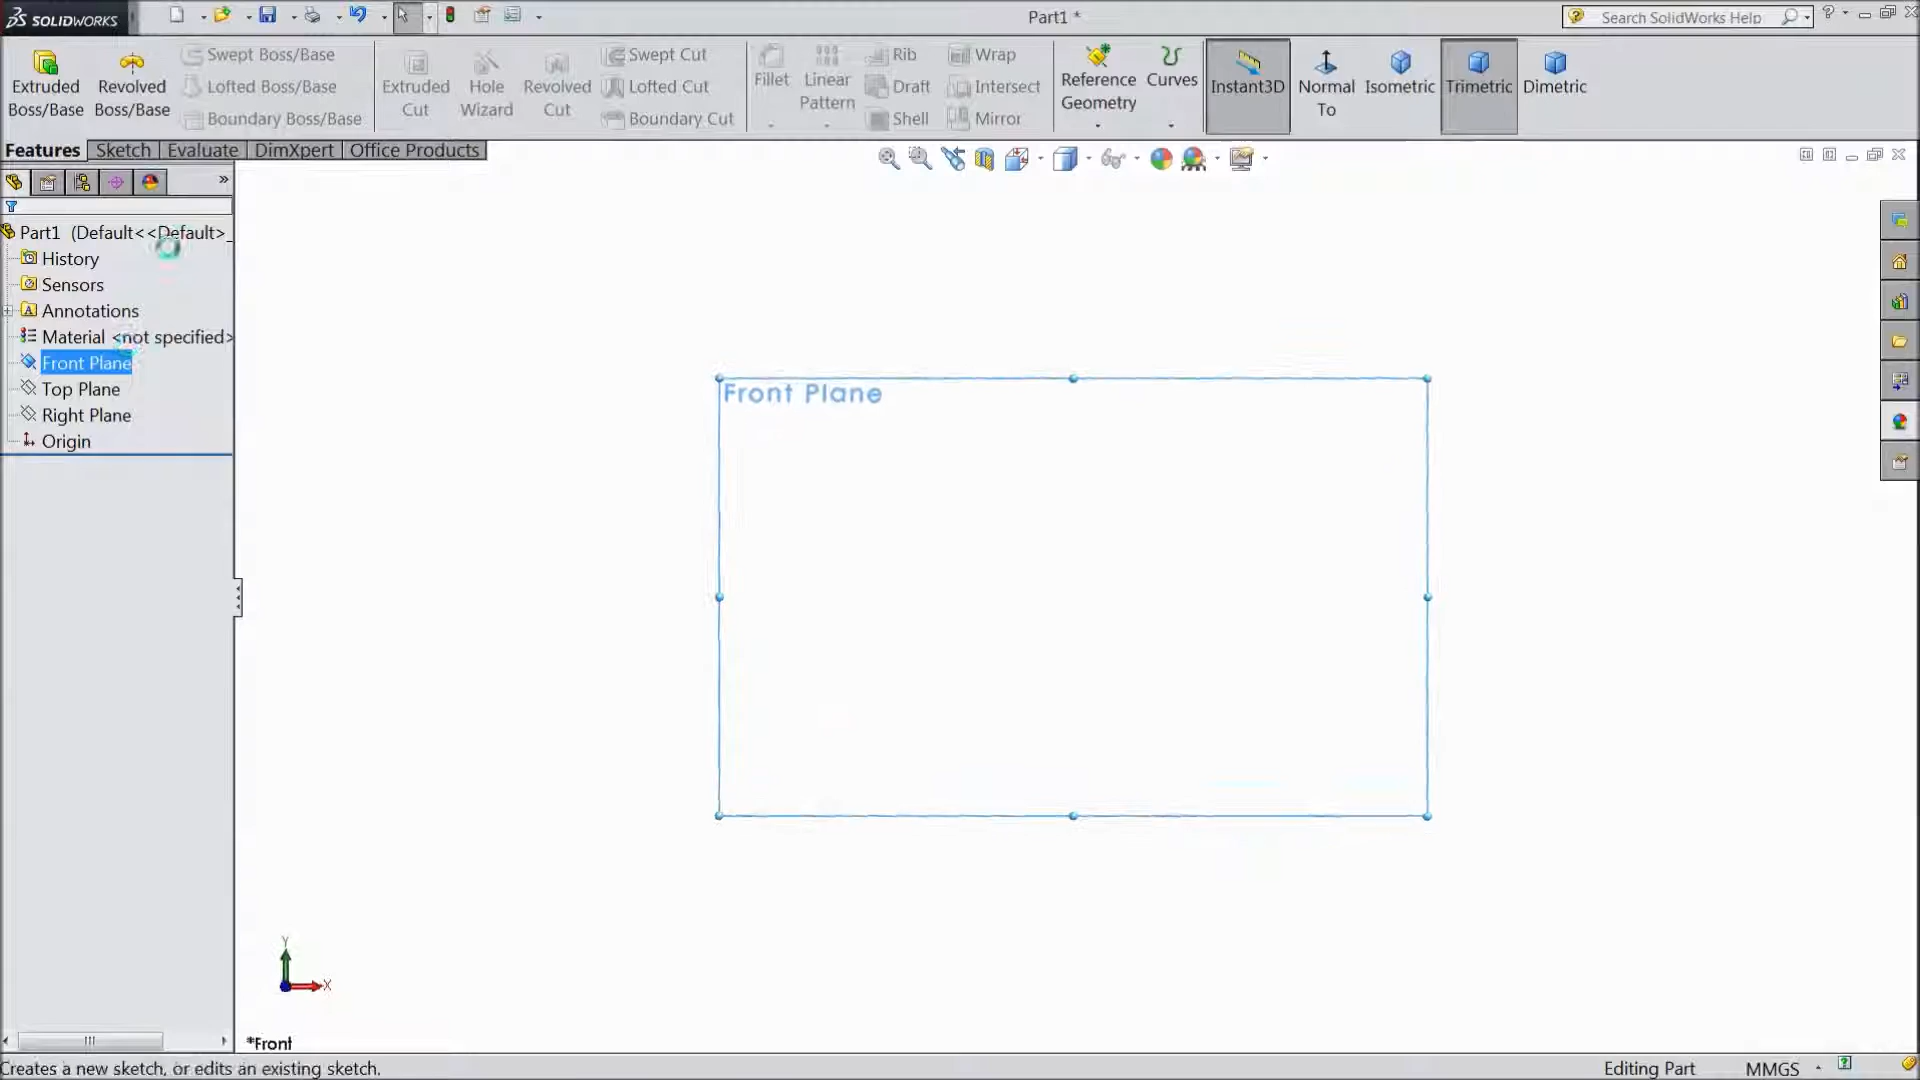 SOLIDWORKS
Part1 *
Search SolidWorks Help
Extruded Boss/Base
Revolved Boss/Base
Swept Boss/Base
Lofted Boss/Base
Boundary Boss/Base
Extruded Cut
Hole Wizard
Revolved Cut
Swept Cut
Lofted Cut
Boundary Cut
Fillet
Linear Pattern
Rib
Draft
Shell
Wrap
Intersect
Mirror
Reference Geometry
Curves
Instant3D
Normal To
Isometric
Trimetric
Dimetric
Features
Sketch
Evaluate
DimXpert
Office Products
Part1 (Default<<Default>_
History
Sensors
Annotations
Material <not specified>
Front Plane
Top Plane
Right Plane
Origin
Front Plane
Y
X
*Front
Creates a new sketch, or edits an existing sketch.
Editing Part
MMGS